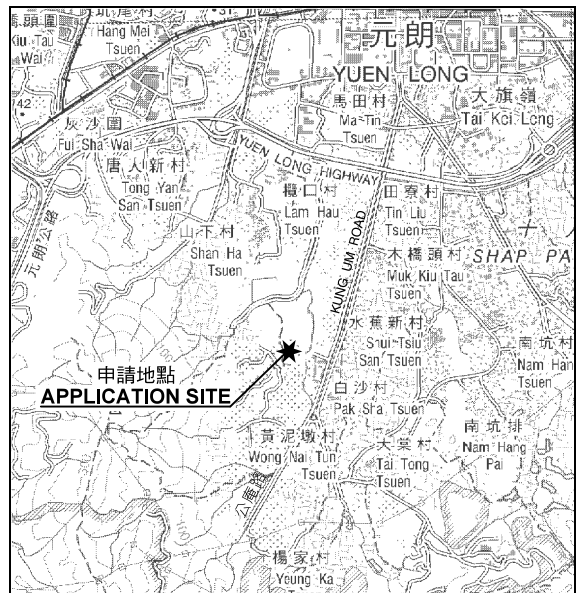 Hang Mei
Tsuen
元朗
YUEN LONG
Wai
灰沙圍
Fui Sha Wai
馬田村
Ma Tin
Tsuen
大旗嶺
Tai Kei Leng
YUEN LONG HIGHWAY
唐人新村
Tong Yan
San Tsuen
欖口村
Lam Hau
Tsuen
田寮村
Tin Liu
Tsuen
元朗公路
山下村
Shan Ha
Tsuen
KUNG UM ROAD
木橋頭村
Muk Kiu Tau
Tsuen
十
SHAP PA
水蕉新村
Shui Tsiu
San Tsuen
南坑村
Nam Han
Tsuen
申請地點
APPLICATION SITE
白沙村
Pak Sha Tsuen
黃泥墩村
Wong Nai Tun
Tsuen
大棠村
Tai Tong
Tsuen
南坑排
Nam Hang
Pai
公庵路
楊家村
Yeung Ka